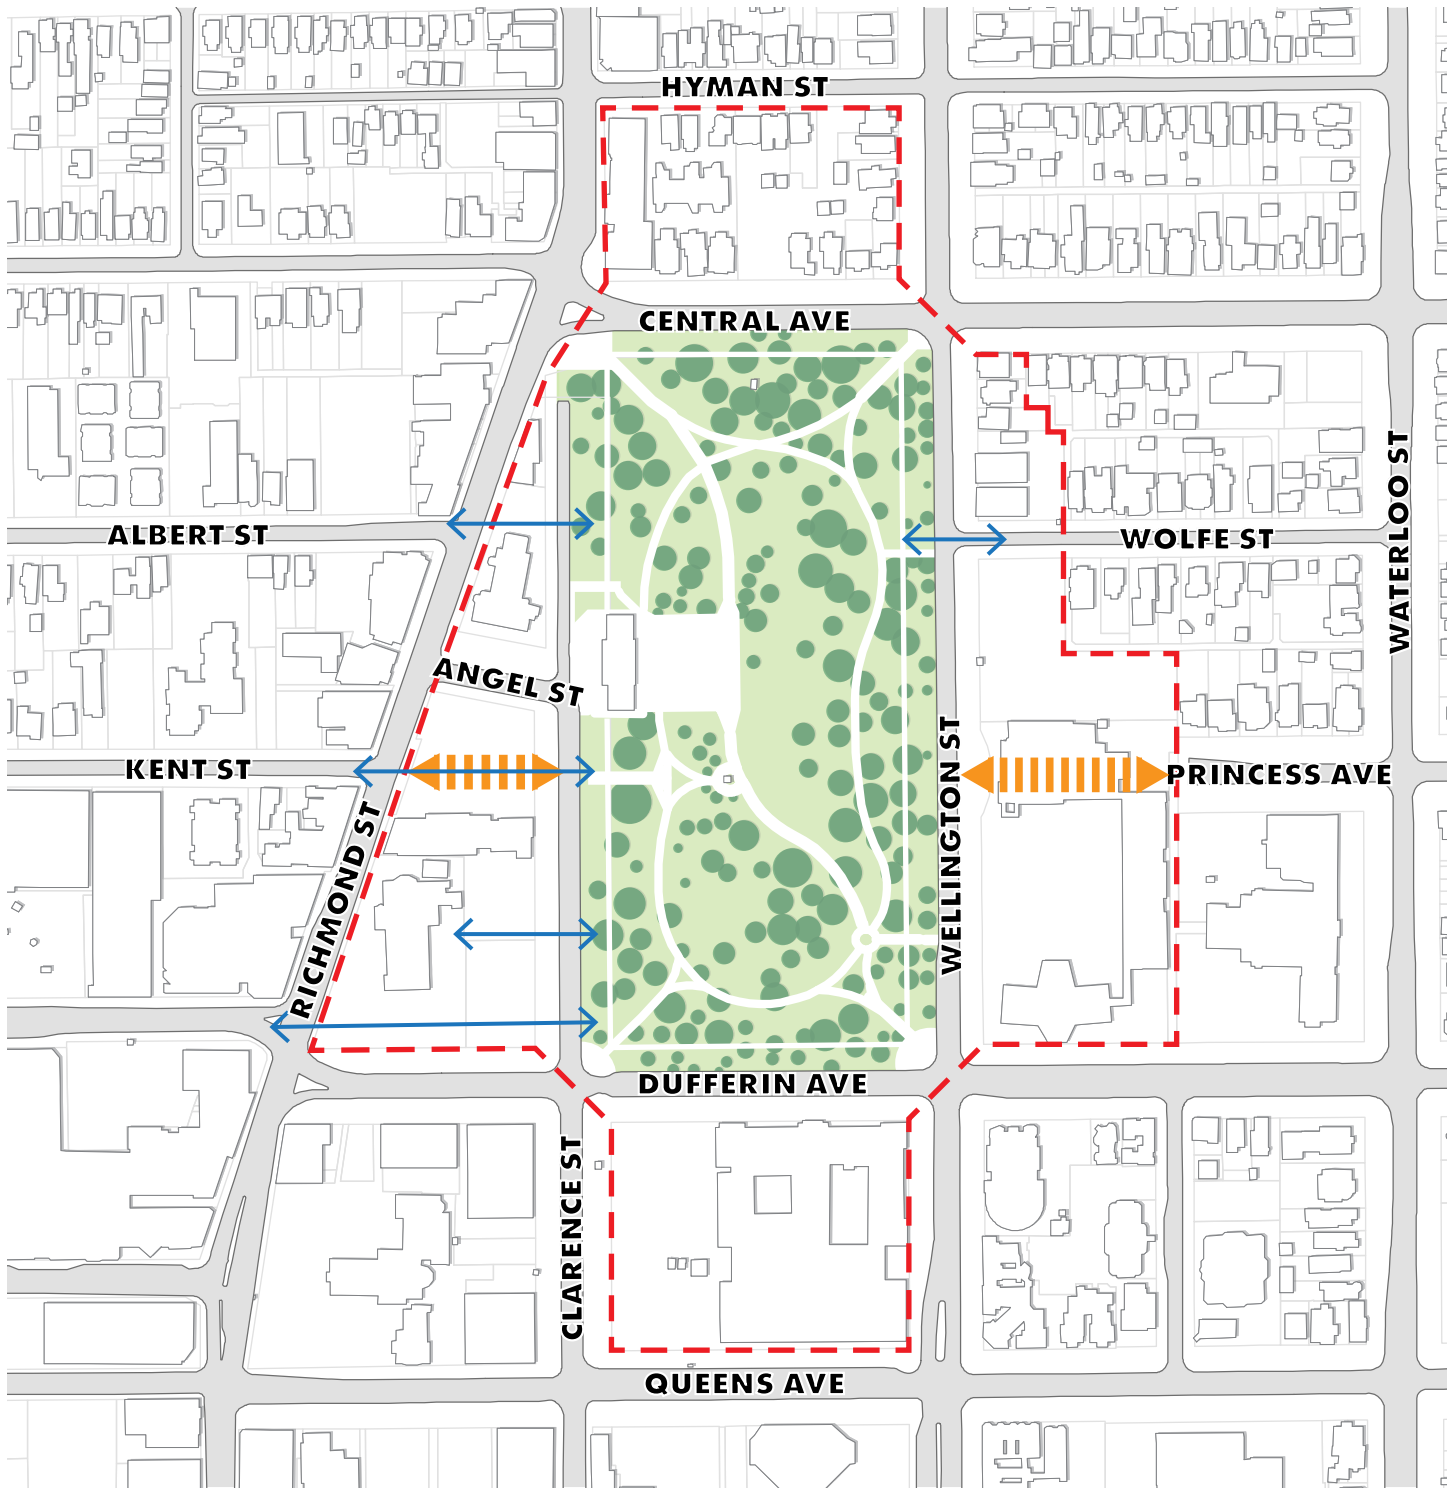 HYMAN ST
CENTRAL AVE
ALBERT ST
WOLFE ST
WATERLOO ST
ANGEL ST
KENT ST
PRINCESS AVE
RICHMOND ST
WELLINGTON ST
DUFFERIN AVE
CLARENCE ST
QUEENS AVE